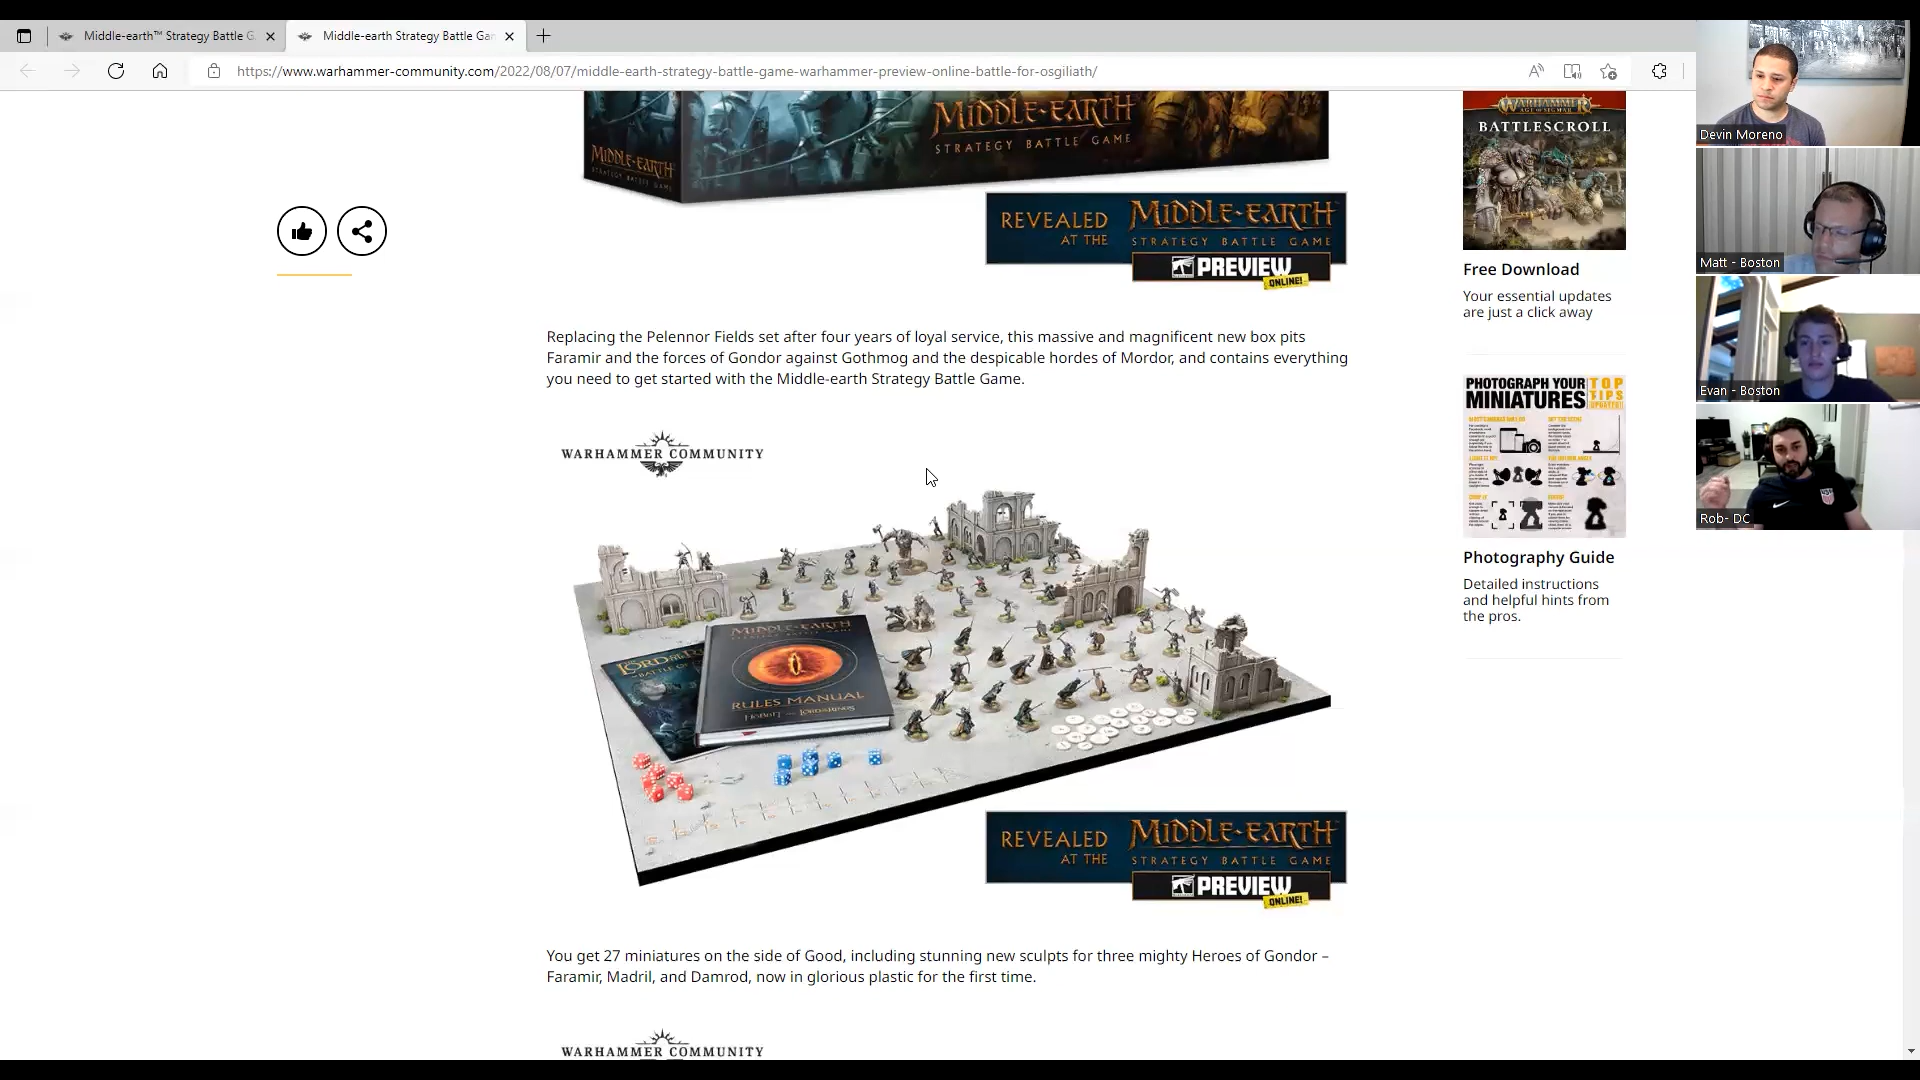 Middle-earth™ Strategy Battle G
Middle-earth Strategy Battle Gar
https://www.warhammer-community.com/2022/08/07/middle-earth-strategy-battle-game-warhammer-preview-online-battle-for-osgiliath/
MIDDLE-EARTH
STRATEGY BATTLE GAME
MIDDLE-EARTH
STRATEGY BATTLE GAME
REVEALED
AT THE
MIDDLE-EARTH
STRATEGY BATTLE GAME
PREVIEW
ONLINE!
Replacing the Pelennor Fields set after four years of loyal service, this massive and magnificent new box pits
Faramir and the forces of Gondor against Gothmog and the despicable hordes of Mordor, and contains everything
you need to get started with the Middle-earth Strategy Battle Game.
WARHAMMER COMMUNITY
MIDDLE-EARTH
STRATEGY BATTLE GAME
RULES MANUAL
REVEALED
AT THE
MIDDLE-EARTH
STRATEGY BATTLE GAME
PREVIEW
ONLINE!
You get 27 miniatures on the side of Good, including stunning new sculpts for three mighty Heroes of Gondor –
Faramir, Madril, and Damrod, now in glorious plastic for the first time.
WARHAMMER COMMUNITY
WARHAMMER
AGE OF SIGMAR
BATTLESCROLL
Free Download
Your essential updates
are just a click away
PHOTOGRAPH YOUR
MINIATURES
TOP
TIPS
Photography Guide
Detailed instructions
and helpful hints from
the pros.
Devin Moreno
Matt - Boston
Evan - Boston
Rob- DC